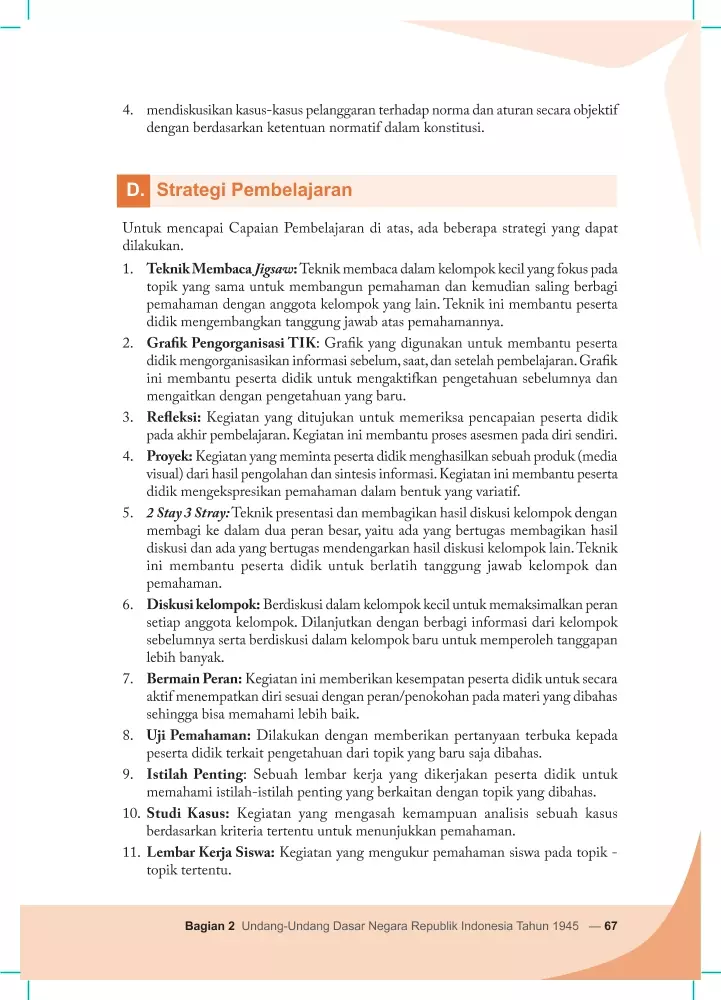 4. mendiskusikan kasus-kasus pelanggaran terhadap norma dan aturan secara objektif
dengan berdasarkan ketentuan normatif dalam konstitusi.
D. Strategi Pembelajaran
Untuk mencapai Capaian Pembelajaran di atas, ada beberapa strategi yang dapat
dilakukan.
1. Teknik Membaca Jigsaw: Teknik membaca dalam kelompok kecil yang fokus pada
topik yang sama untuk membangun pemahaman dan kemudian saling berbagi
pemahaman dengan anggota kelompok yang lain. Teknik ini membantu peserta
didik mengembangkan tanggung jawab atas pemahamannya.
2. Grafik Pengorganisasi TIK: Grafik yang digunakan untuk membantu peserta
didik mengorganisasikan informasi sebelum, saat, dan setelah pembelajaran. Grafik
ini membantu peserta didik untuk mengaktifkan pengetahuan sebelumnya dan
mengaitkan dengan pengetahuan yang baru.
3. Refleksi: Kegiatan yang ditujukan untuk memeriksa pencapaian peserta didik
pada akhir pembelajaran. Kegiatan ini membantu proses asesmen pada diri sendiri.
4. Proyek: Kegiatan yang meminta peserta didik menghasilkan sebuah produk (media
visual) dari hasil pengolahan dan sintesis informasi. Kegiatan ini membantu peserta
didik mengekspresikan pemahaman dalam bentuk yang variatif.
5. 2 Stay 3 Stray: Teknik presentasi dan membagikan hasil diskusi kelompok dengan
membagi ke dalam dua peran besar, yaitu ada yang bertugas membagikan hasil
diskusi dan ada yang bertugas mendengarkan hasil diskusi kelompok lain. Teknik
ini membantu peserta didik untuk berlatih tanggung jawab kelompok dan
pemahaman.
6. Diskusi kelompok: Berdiskusi dalam kelompok kecil untuk memaksimalkan peran
setiap anggota kelompok. Dilanjutkan dengan berbagi informasi dari kelompok
sebelumnya serta berdiskusi dalam kelompok baru untuk memperoleh tanggapan
lebih banyak.
7. Bermain Peran: Kegiatan ini memberikan kesempatan peserta didik untuk secara
aktif menempatkan diri sesuai dengan peran/penokohan pada materi yang dibahas
sehingga bisa memahami lebih baik.
8. Uji Pemahaman: Dilakukan dengan memberikan pertanyaan terbuka kepada
peserta didik terkait pengetahuan dari topik yang baru saja dibahas.
9. Istilah Penting: Sebuah lembar kerja yang dikerjakan peserta didik untuk
memahami istilah-istilah penting yang berkaitan dengan topik yang dibahas.
10. Studi Kasus: Kegiatan yang mengasah kemampuan analisis sebuah kasus
berdasarkan kriteria tertentu untuk menunjukkan pemahaman.
11. Lembar Kerja Siswa: Kegiatan yang mengukur pemahaman siswa pada topik -
topik tertentu.
Bagian 2 Undang-Undang Dasar Negara Republik Indonesia Tahun 1945 — 67